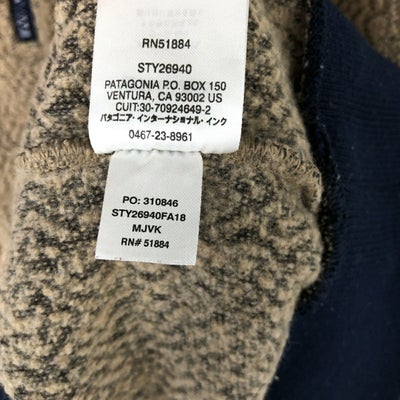 RN51884
STY26940
PATAGONIA P.O. BOX 150
VENTURA, CA 93002 US
CUIT:30-70924649-2
パタゴニア・インターナショナル・インク
0467-23-8961
PO: 310846
STY26940FA18
MJVK
RN# 51884